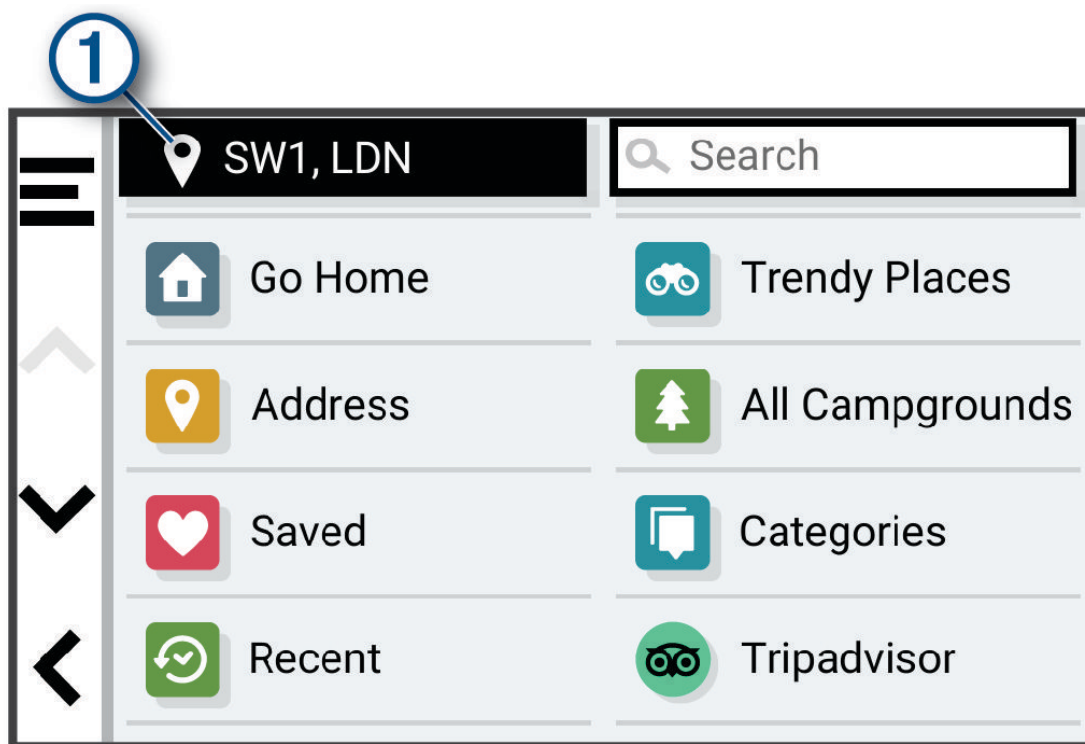 1
SW1, LDN
Search
Go Home
Trendy Places
Address
All Campgrounds
Saved
Categories
Recent
Tripadvisor